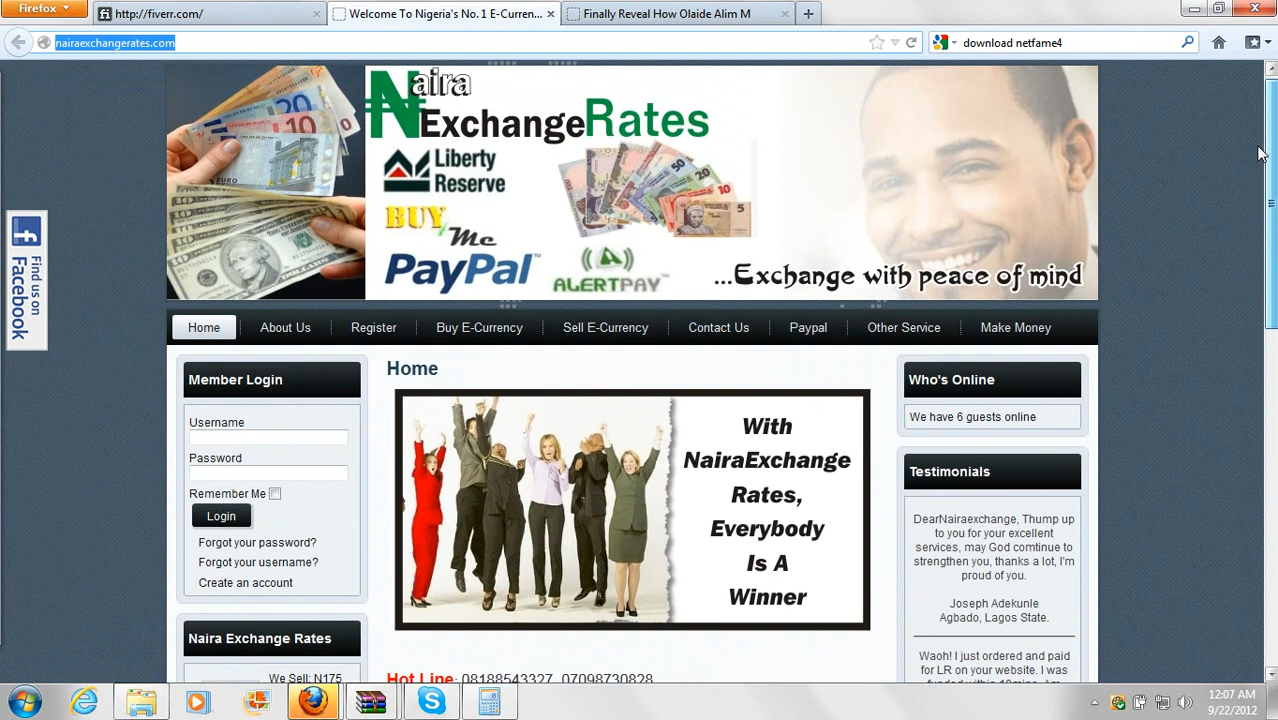 Firefox
http://fiverr.com/
Welcome To Nigeria's No. 1 E-Curren...
Finally Reveal How Olaide Alim M
nairaexchangerates.com
download netfame4
Naira
ExchangeRates
Liberty
Reserve
BUY
Me
PayPal
ALERTPAY
...Exchange with peace of mind
Find us on
Facebook
Home
About Us
Register
Buy E-Currency
Sell E-Currency
Contact Us
Paypal
Other Service
Make Money
Member Login
Username
Password
Remember Me
Login
Forgot your password?
Forgot your username?
Create an account
Naira Exchange Rates
We Sell: N175
Home
With
NairaExchange
Rates,
Everybody
Is A
Winner
Hot Line: 08188543327, 07098730828
Who's Online
We have 6 guests online
Testimonials
DearNairaexchange, Thump up
to you for your excellent
services, may God comtinue to
strengthen you, thanks a lot, I'm
proud of you.
Joseph Adekunle
Agbado, Lagos State.
Waoh! I just ordered and paid
for LR on your website. I was
funded within 10mins. Am
12:07 AM
9/22/2012